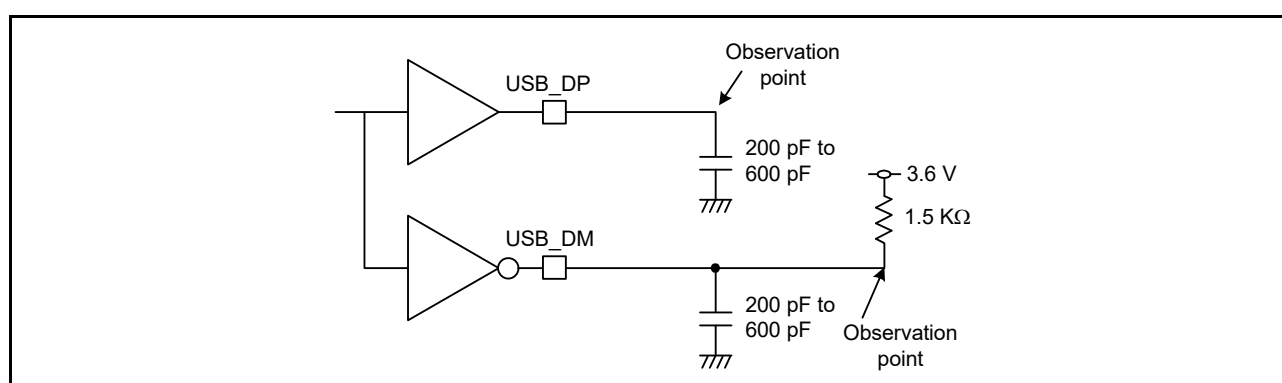 Observation
point
USB_DP
200 pF to
600 pF
3.6 V
1.5 KΩ
USB_DM
200 pF to
600 pF
Observation
point